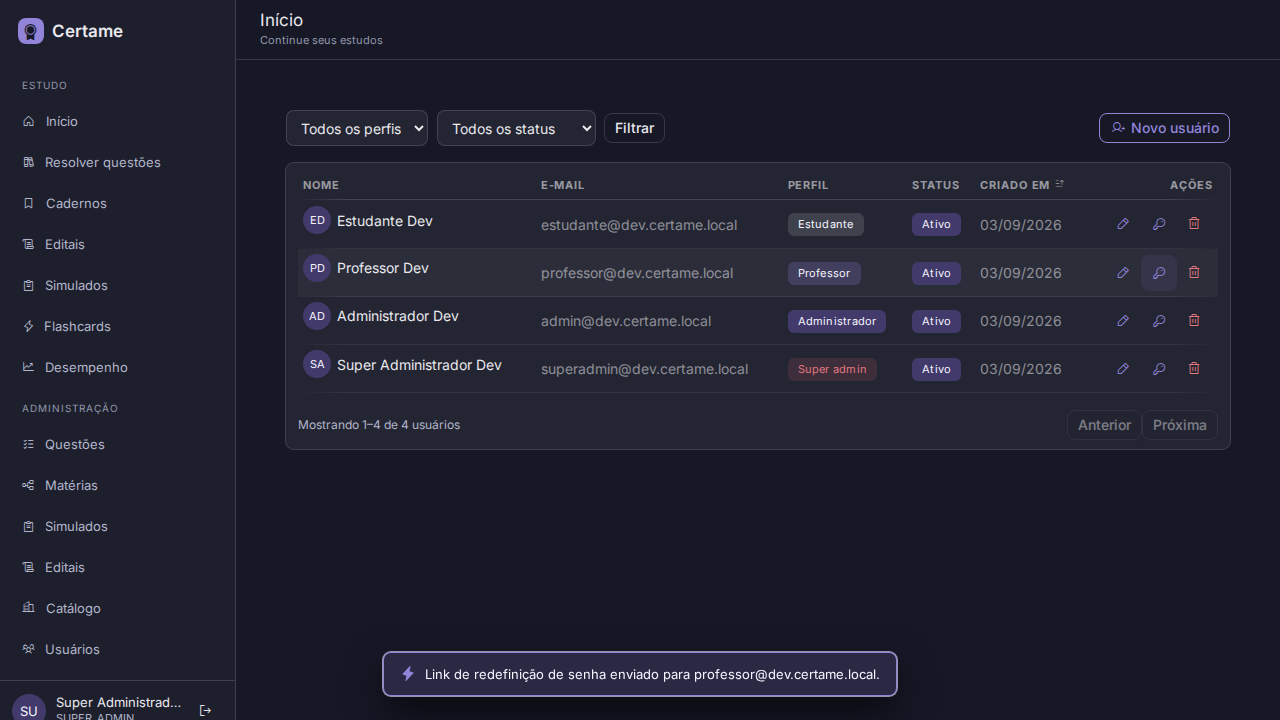 Certame
Início
Continue seus estudos
ESTUDO
Início
Resolver questões
Cadernos
Editais
Simulados
Flashcards
Desempenho
ADMINISTRAÇÃO
Questões
Matérias
Simulados
Editais
Catálogo
Usuários
SU Super Administrad...
SUPER ADMIN
Todos os perfis Todos os status Filtrar Novo usuário
NOME E-MAIL PERFIL STATUS CRIADO EM AÇÕES
ED Estudante Dev estudante@dev.certame.local Estudante Ativo 03/09/2026
PD Professor Dev professor@dev.certame.local Professor Ativo 03/09/2026
AD Administrador Dev admin@dev.certame.local Administrador Ativo 03/09/2026
SA Super Administrador Dev superadmin@dev.certame.local Super admin Ativo 03/09/2026
Mostrando 1–4 de 4 usuários Anterior Próxima
Link de redefinição de senha enviado para professor@dev.certame.local.